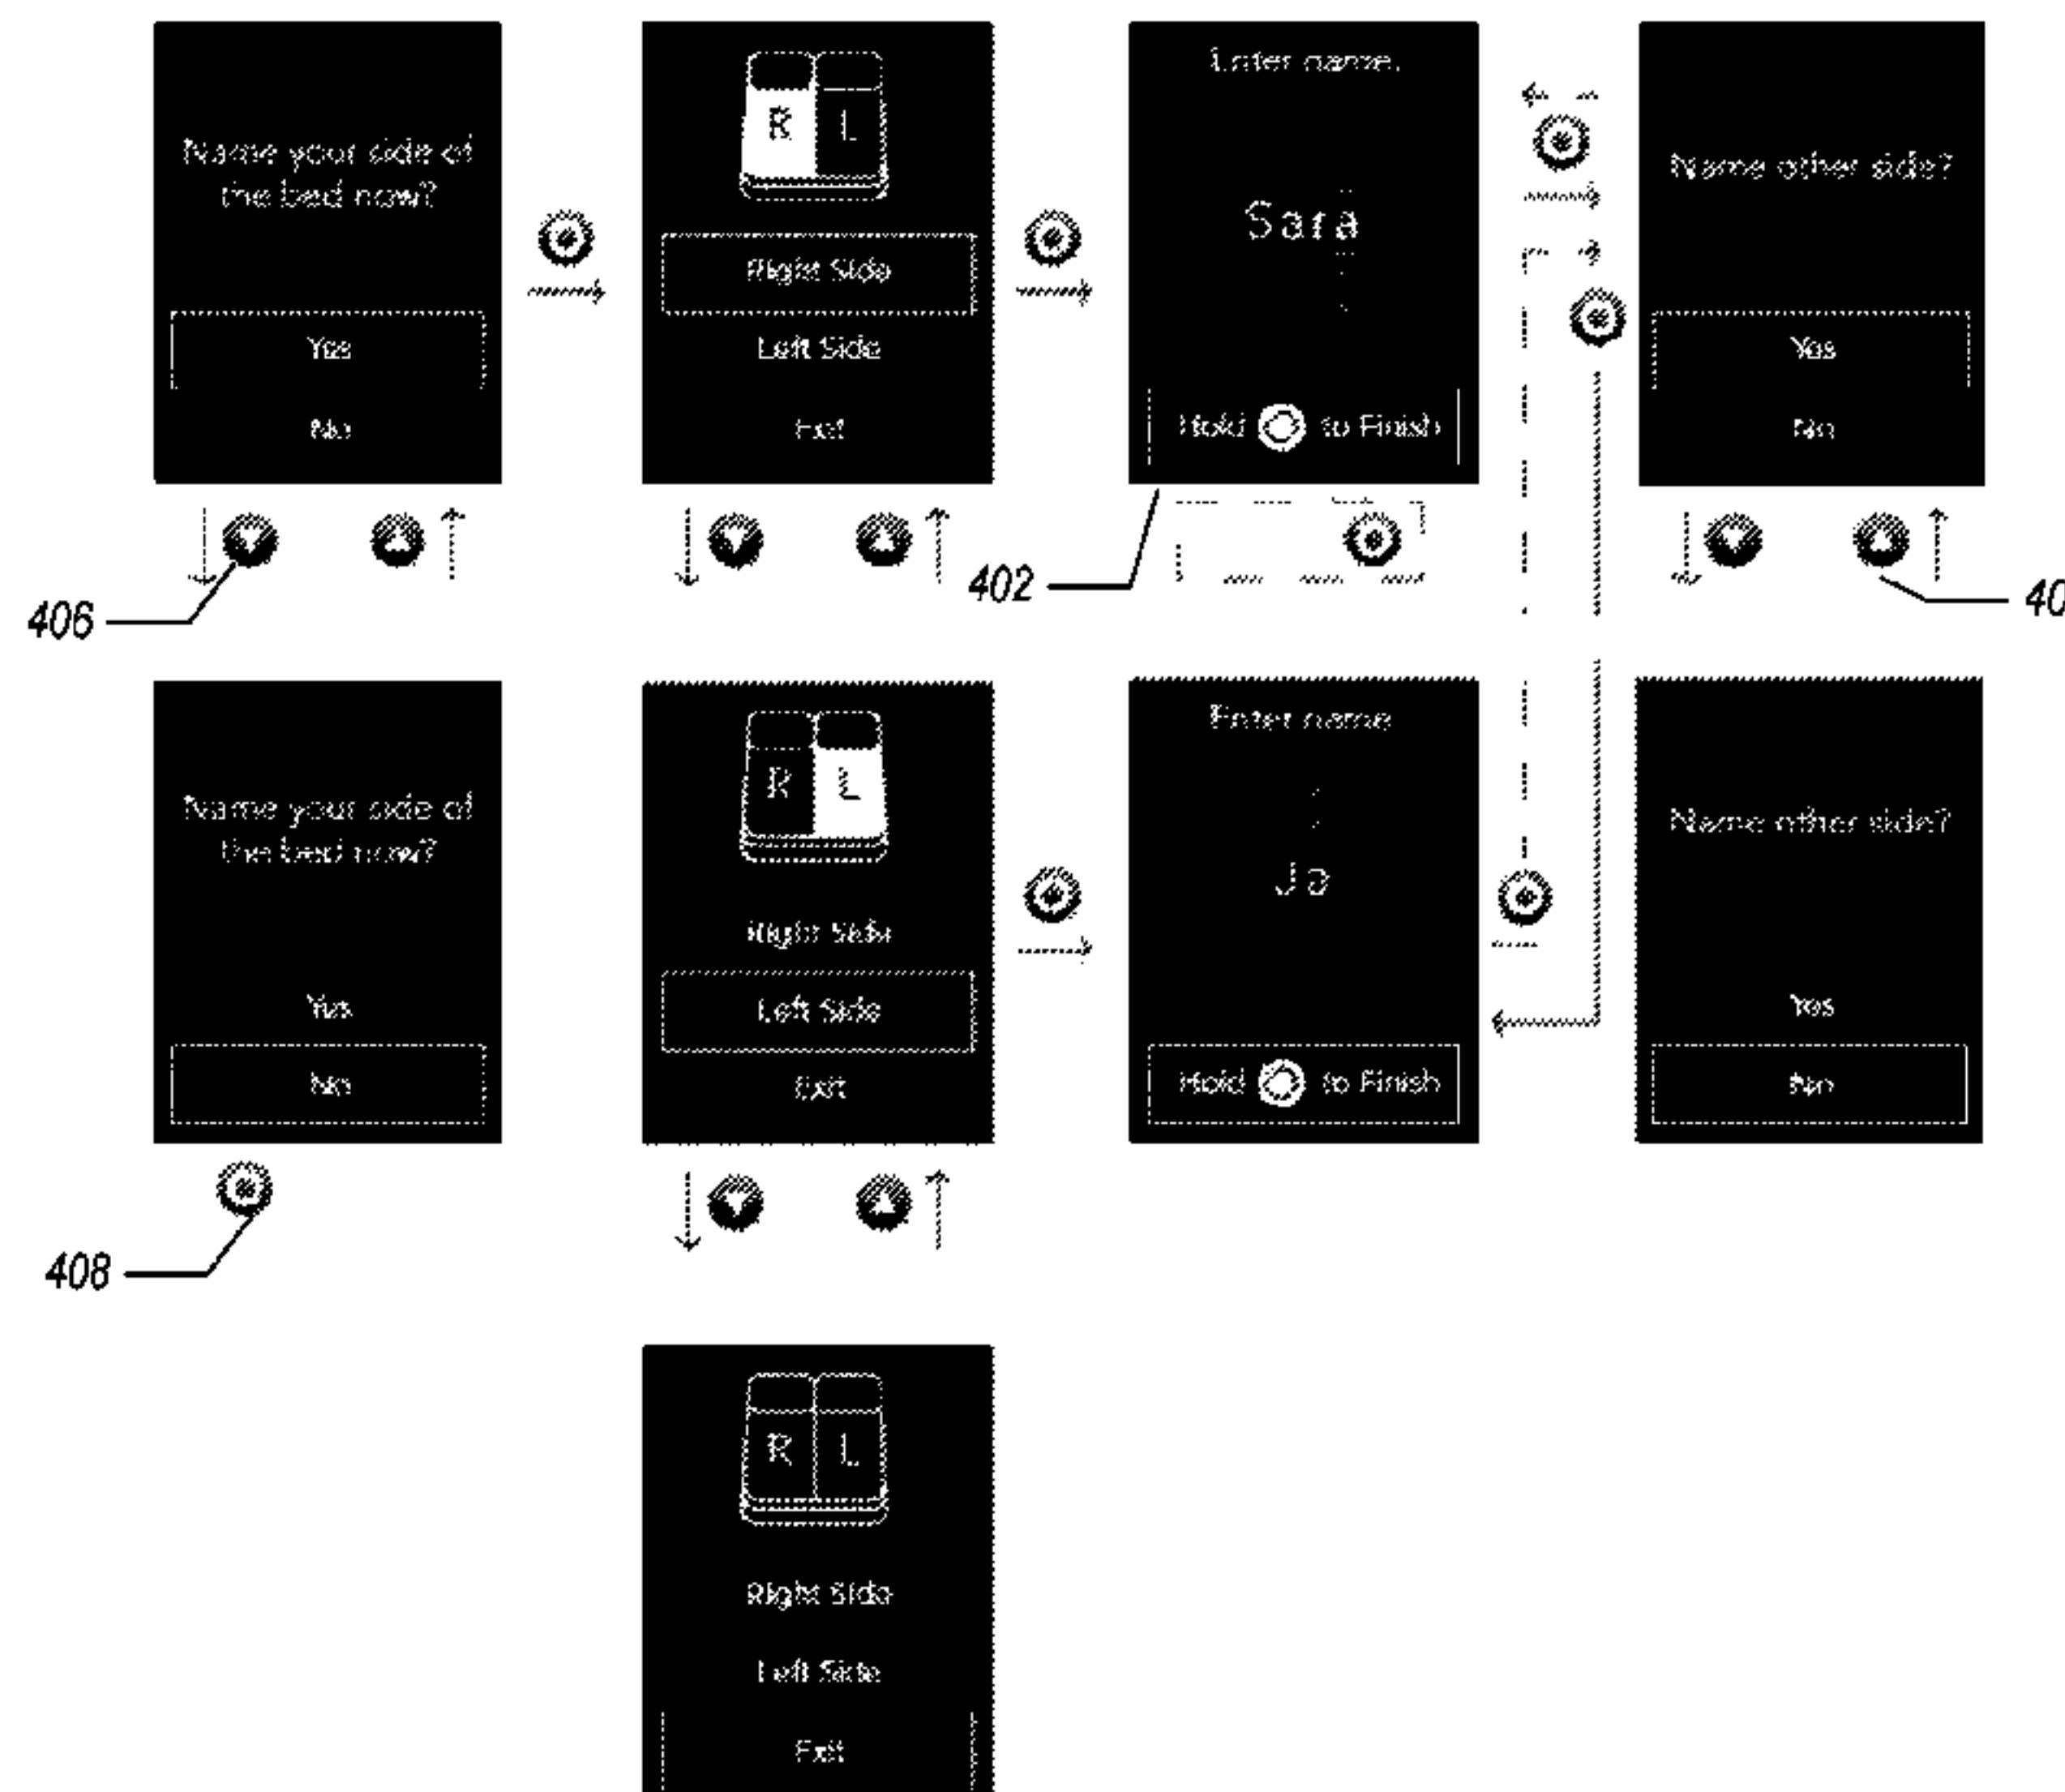 Name your side of
the bed now?
Yes
No
R L
Right Side
Left Side
Exit
Enter name.
Sara
Hold to Finish
Name other side?
Yes
No
406
402
Name your side of
the bed now?
Yes
No
R L
Right Side
Left Side
Exit
Enter name
Ja
Hold to Finish
Name other side?
Yes
No
408
R L
Right Side
Left Side
Exit